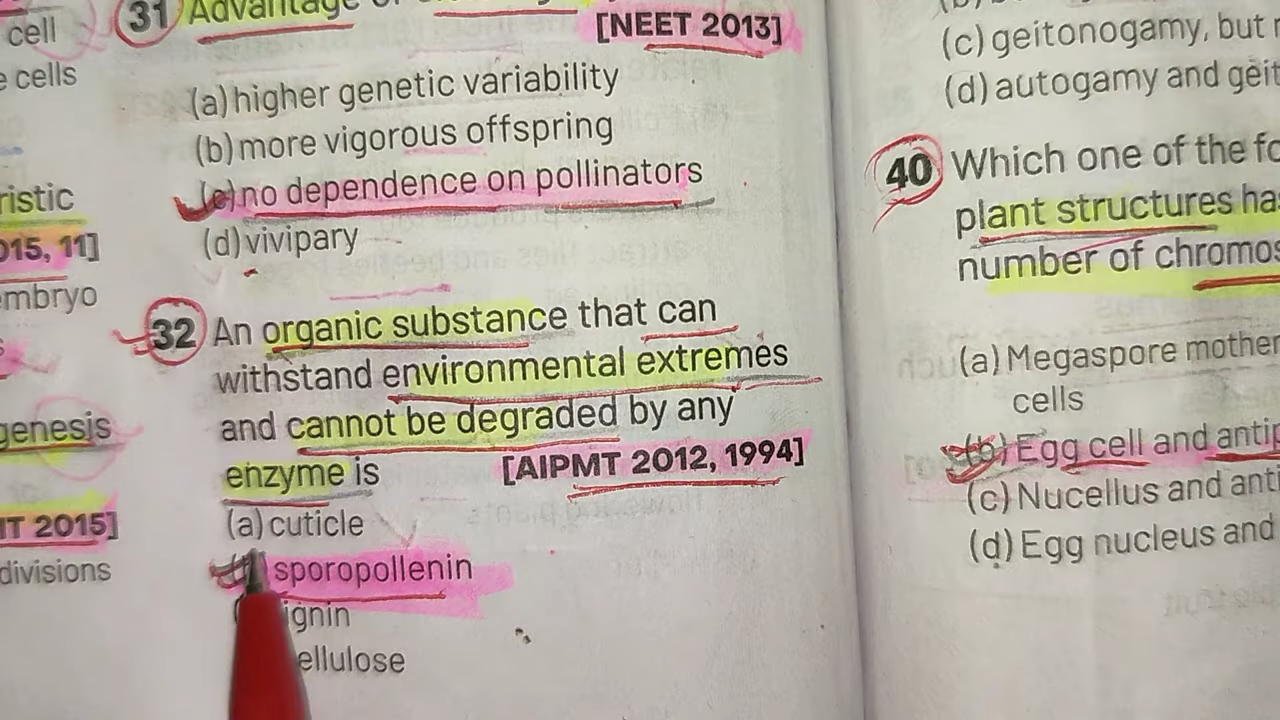 cell
cells
ristic
015, 11]
embryo
genesis
IT 2015]
divisions
31 Advantage of
[NEET 2013]
(a) higher genetic variability
(b) more vigorous offspring
(c) no dependence on pollinators
(d) vivipary
32 An organic substance that can
withstand environmental extremes
and cannot be degraded by any
enzyme is [AIPMT 2012, 1994]
(a) cuticle
(b) sporopollenin
ignin
ellulose
(c) geitonogamy, but
(d) autogamy and geit
40 Which one of the fo
plant structures ha
number of chromos
(a) Megaspore mother
cells
(b) Egg cell and antip
(c) Nucellus and anti
(d) Egg nucleus and